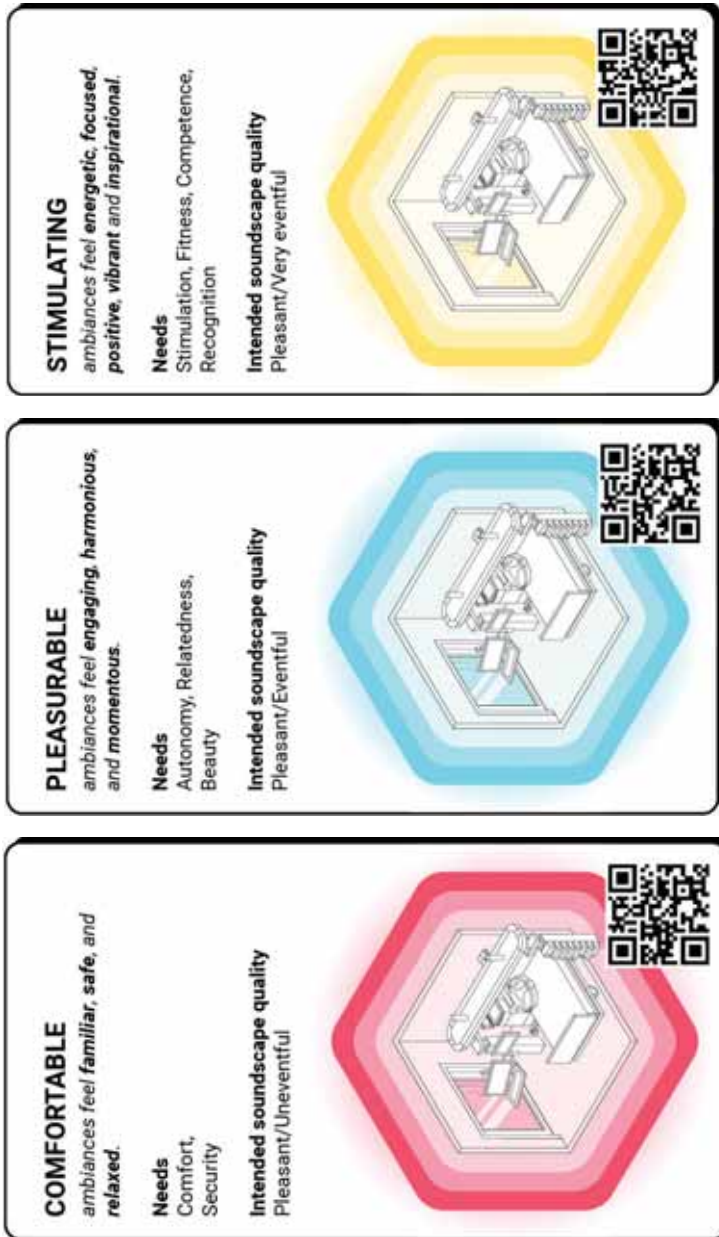 COMFORTABLE
ambiances feel familiar, safe, and
relaxed.
Needs
Comfort,
Security
Intended soundscape quality
Pleasant/Uneventful
PLEASURABLE
ambiances feel engaging, harmonious,
and momentous.
Needs
Autonomy, Relatedness,
Beauty
Intended soundscape quality
Pleasant/Eventful
STIMULATING
ambiances feel energetic, focused,
positive, vibrant and inspirational.
Needs
Stimulation, Fitness, Competence,
Recognition
Intended soundscape quality
Pleasant/Very eventful